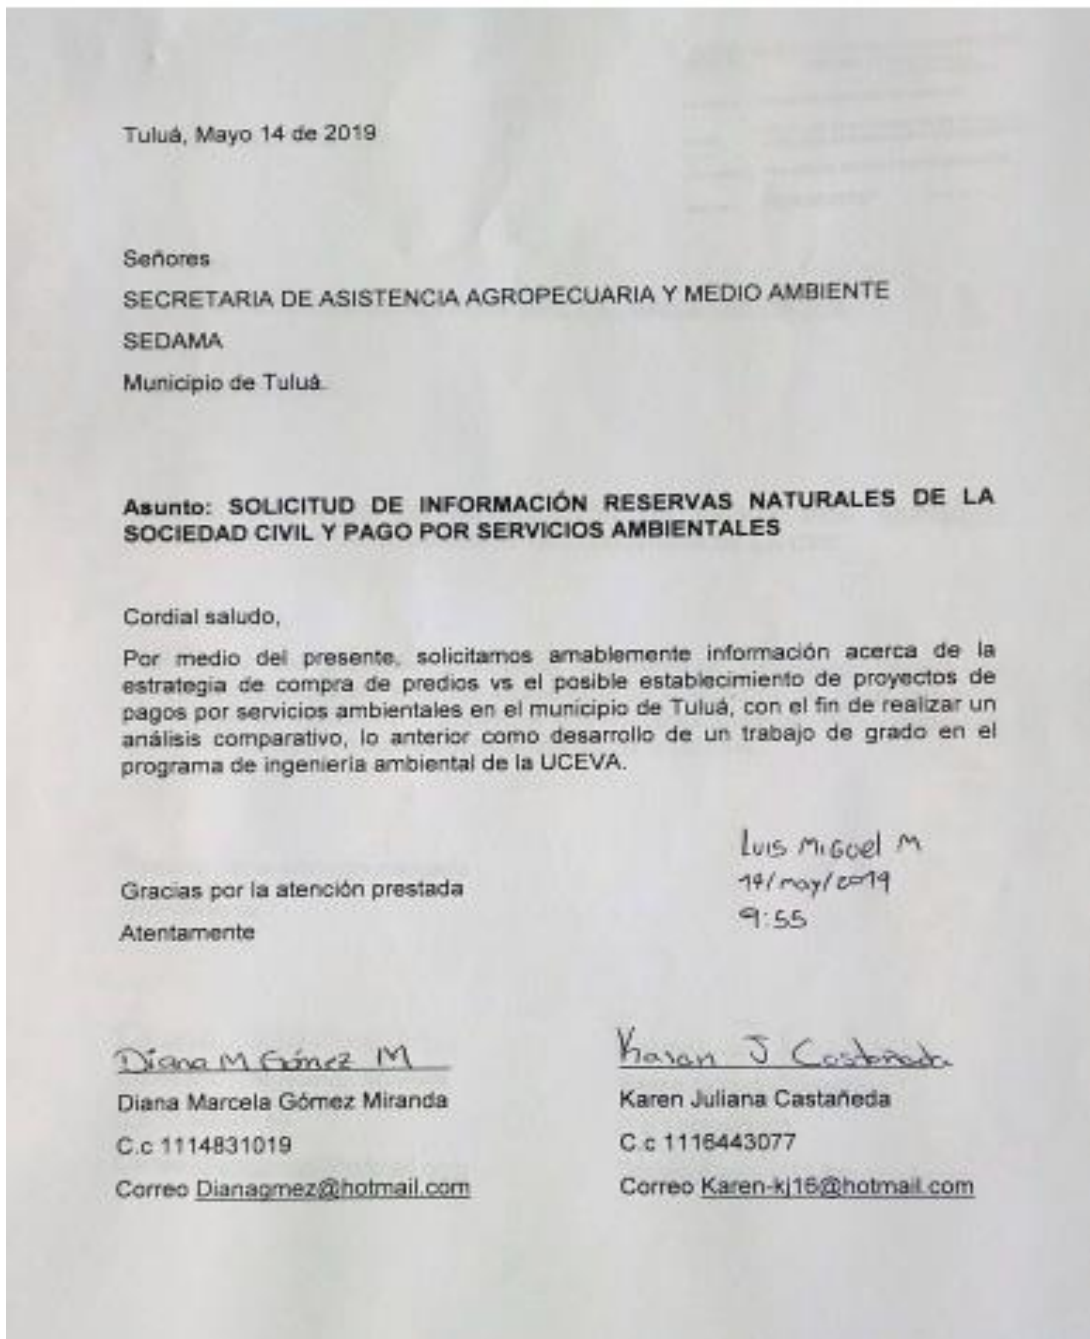 Tuluá, Mayo 14 de 2019
Señores
SECRETARIA DE ASISTENCIA AGROPECUARIA Y MEDIO AMBIENTE
SEDAMA
Municipio de Tuluá.
Asunto: SOLICITUD DE INFORMACIÓN RESERVAS NATURALES DE LA
SOCIEDAD CIVIL Y PAGO POR SERVICIOS AMBIENTALES
Cordial saludo,
Por medio del presente, solicitamos amablemente información acerca de la
estrategia de compra de predios vs el posible establecimiento de proyectos de
pagos por servicios ambientales en el municipio de Tuluá, con el fin de realizar un
análisis comparativo, lo anterior como desarrollo de un trabajo de grado en el
programa de ingeniería ambiental de la UCEVA.
Luis Miguel M
14/may/2019
9:55
Gracias por la atención prestada
Atentamente
Diana M Gómez M
Diana Marcela Gómez Miranda
C.c 1114831019
Correo Dianagmez@hotmail.com
Karen J Castañeda
Karen Juliana Castañeda
C.c 1116443077
Correo Karen-kj16@hotmail.com